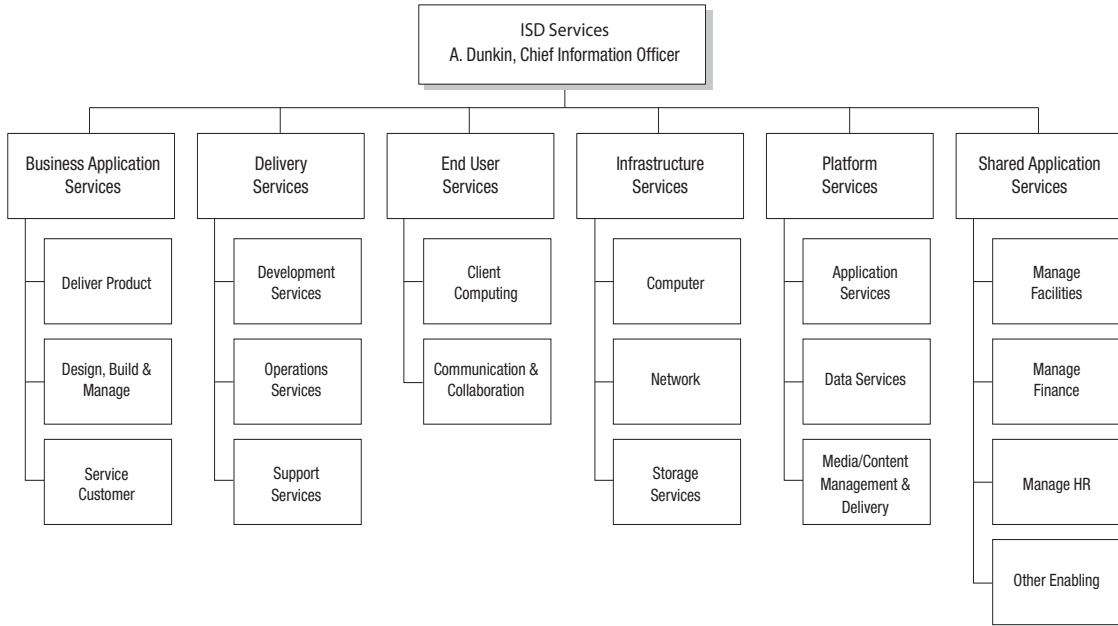 ISD Services
A. Dunkin, Chief Information Officer
Business Application
Services
Delivery
Services
End User
Services
Infrastructure
Services
Platform
Services
Shared Application
Services
Deliver Product
Development
Services
Client
Computing
Computer
Application
Services
Manage
Facilities
Design, Build &
Manage
Operations
Services
Communication &
Collaboration
Network
Data Services
Manage
Finance
Service
Customer
Support
Services
Storage
Services
Media/Content
Management &
Delivery
Manage HR
Other Enabling